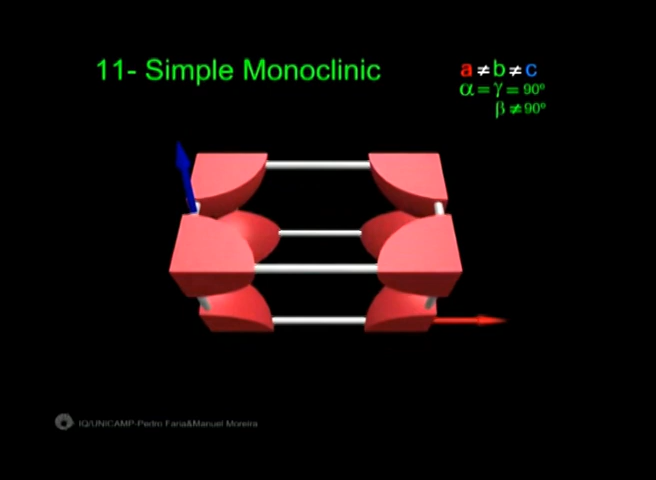 11- Simple Monoclinic
a≠b≠c
α=γ=90º
β≠90º
IQ/UNICAMP-Pedro Faria&Manuel Moreira